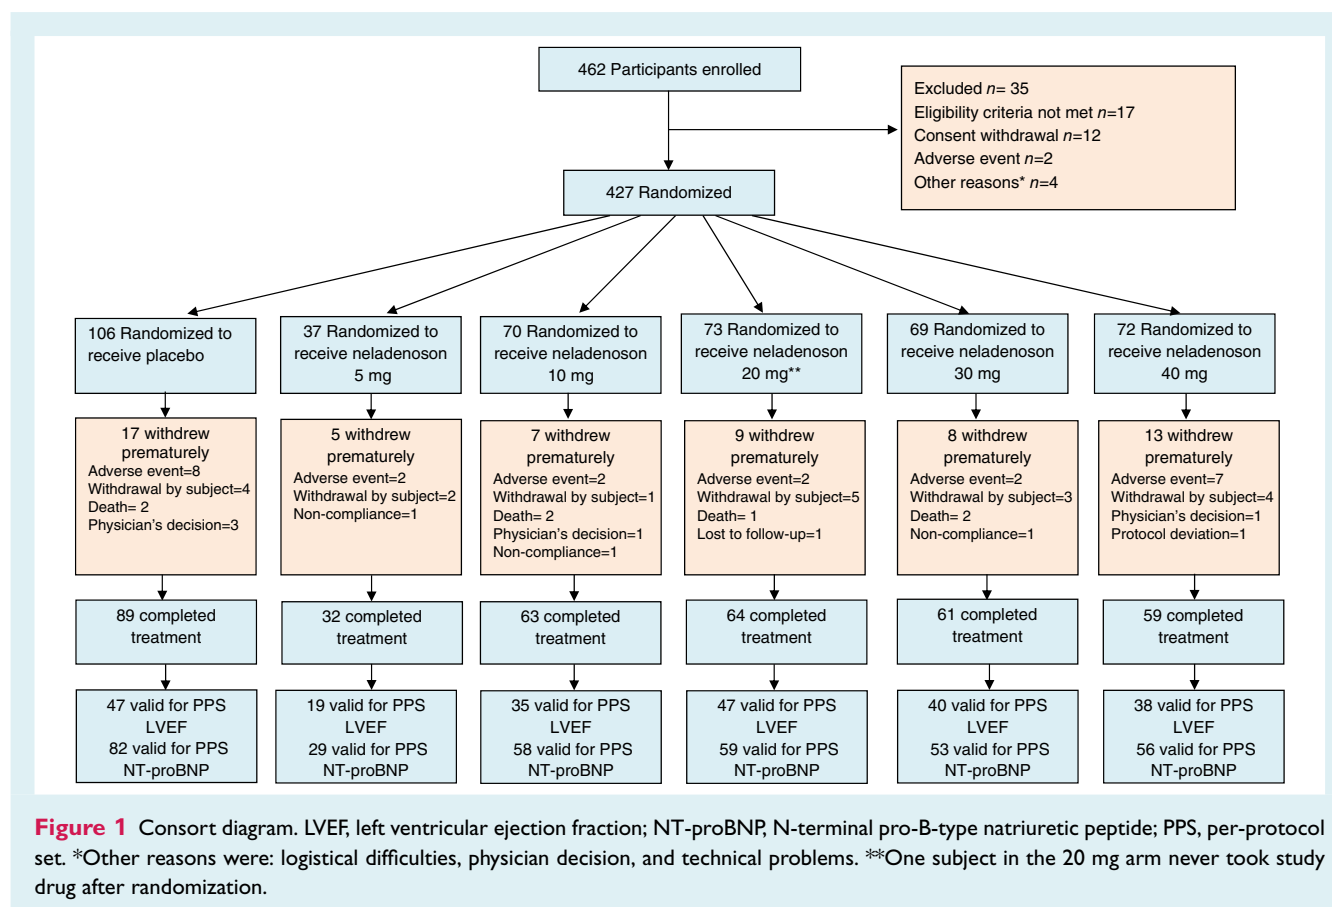 462 Participants enrolled
Excluded n= 35
Eligibility criteria not met n=17
Consent withdrawal n=12
Adverse event n=2
Other reasons* n=4
427 Randomized
106 Randomized to
receive placebo
37 Randomized to
receive neladenoson
5 mg
70 Randomized to
receive neladenoson
10 mg
73 Randomized to
receive neladenoson
20 mg**
69 Randomized to
receive neladenoson
30 mg
72 Randomized to
receive neladenoson
40 mg
17 withdrew
prematurely
Adverse event=8
Withdrawal by subject=4
Death= 2
Physician's decision=3
5 withdrew
prematurely
Adverse event=2
Withdrawal by subject=2
Non-compliance=1
7 withdrew
prematurely
Adverse event=2
Withdrawal by subject=1
Death= 2
Physician's decision=1
Non-compliance=1
9 withdrew
prematurely
Adverse event=2
Withdrawal by subject=5
Death= 1
Lost to follow-up=1
8 withdrew
prematurely
Adverse event=2
Withdrawal by subject=3
Death= 2
Non-compliance=1
13 withdrew
prematurely
Adverse event=7
Withdrawal by subject=4
Physician's decision=1
Protocol deviation=1
89 completed
treatment
32 completed
treatment
63 completed
treatment
64 completed
treatment
61 completed
treatment
59 completed
treatment
47 valid for PPS
LVEF
82 valid for PPS
NT-proBNP
19 valid for PPS
LVEF
29 valid for PPS
NT-proBNP
35 valid for PPS
LVEF
58 valid for PPS
NT-proBNP
47 valid for PPS
LVEF
59 valid for PPS
NT-proBNP
40 valid for PPS
LVEF
53 valid for PPS
NT-proBNP
38 valid for PPS
LVEF
56 valid for PPS
NT-proBNP
Figure 1 Consort diagram. LVEF, left ventricular ejection fraction; NT-proBNP, N-terminal pro-B-type natriuretic peptide; PPS, per-protocol
set. *Other reasons were: logistical difficulties, physician decision, and technical problems. **One subject in the 20 mg arm never took study
drug after randomization.